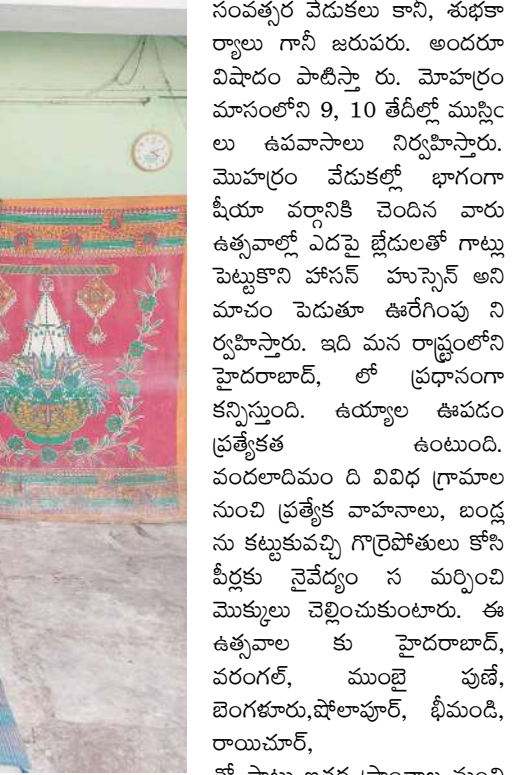 సంవత్సర వేడుకలు కానీ, శుభకా
ర్యాలు గానీ జరుపరు. అందరూ
విషాదం పాటిస్తా రు. మోహర్రం
మాసంలోని 9, 10 తేదీల్లో ముస్లిం
లు ఉపవాసాలు నిర్వహిస్తారు.
మొహర్రం వేడుకల్లో భాగంగా
షీయా వర్గానికి చెందిన వారు
ఉత్సవాల్లో ఎదపై బ్లేడులతో గాట్లు
పెట్టుకొని హాసన్ హుస్సెన్ అని
మాచం పెడుతూ ఊరేగింపు ని
ర్వహిస్తారు. ఇది మన రాష్ట్రంలోని
హైదరాబాద్, లో ప్రధానంగా
కన్పిస్తుంది. ఉయ్యాల ఊపడం
ప్రత్యేకత ఉంటుంది.
వందలాదిమం ది వివిధ గ్రామాల
నుంచి ప్రత్యేక వాహనాలు, బండ్ల
ను కట్టుకువచ్చి గొర్రెపోతులు కోసి
పీర్లకు నైవేద్యం స మర్పించి
మొక్కులు చెల్లించుకుంటారు. ఈ
ఉత్సవాల కు హైదరాబాద్,
వరంగల్, ముంబై పుణే,
బెంగళూరు,షోలాపూర్, భీమండి,
రాయిచూర్,